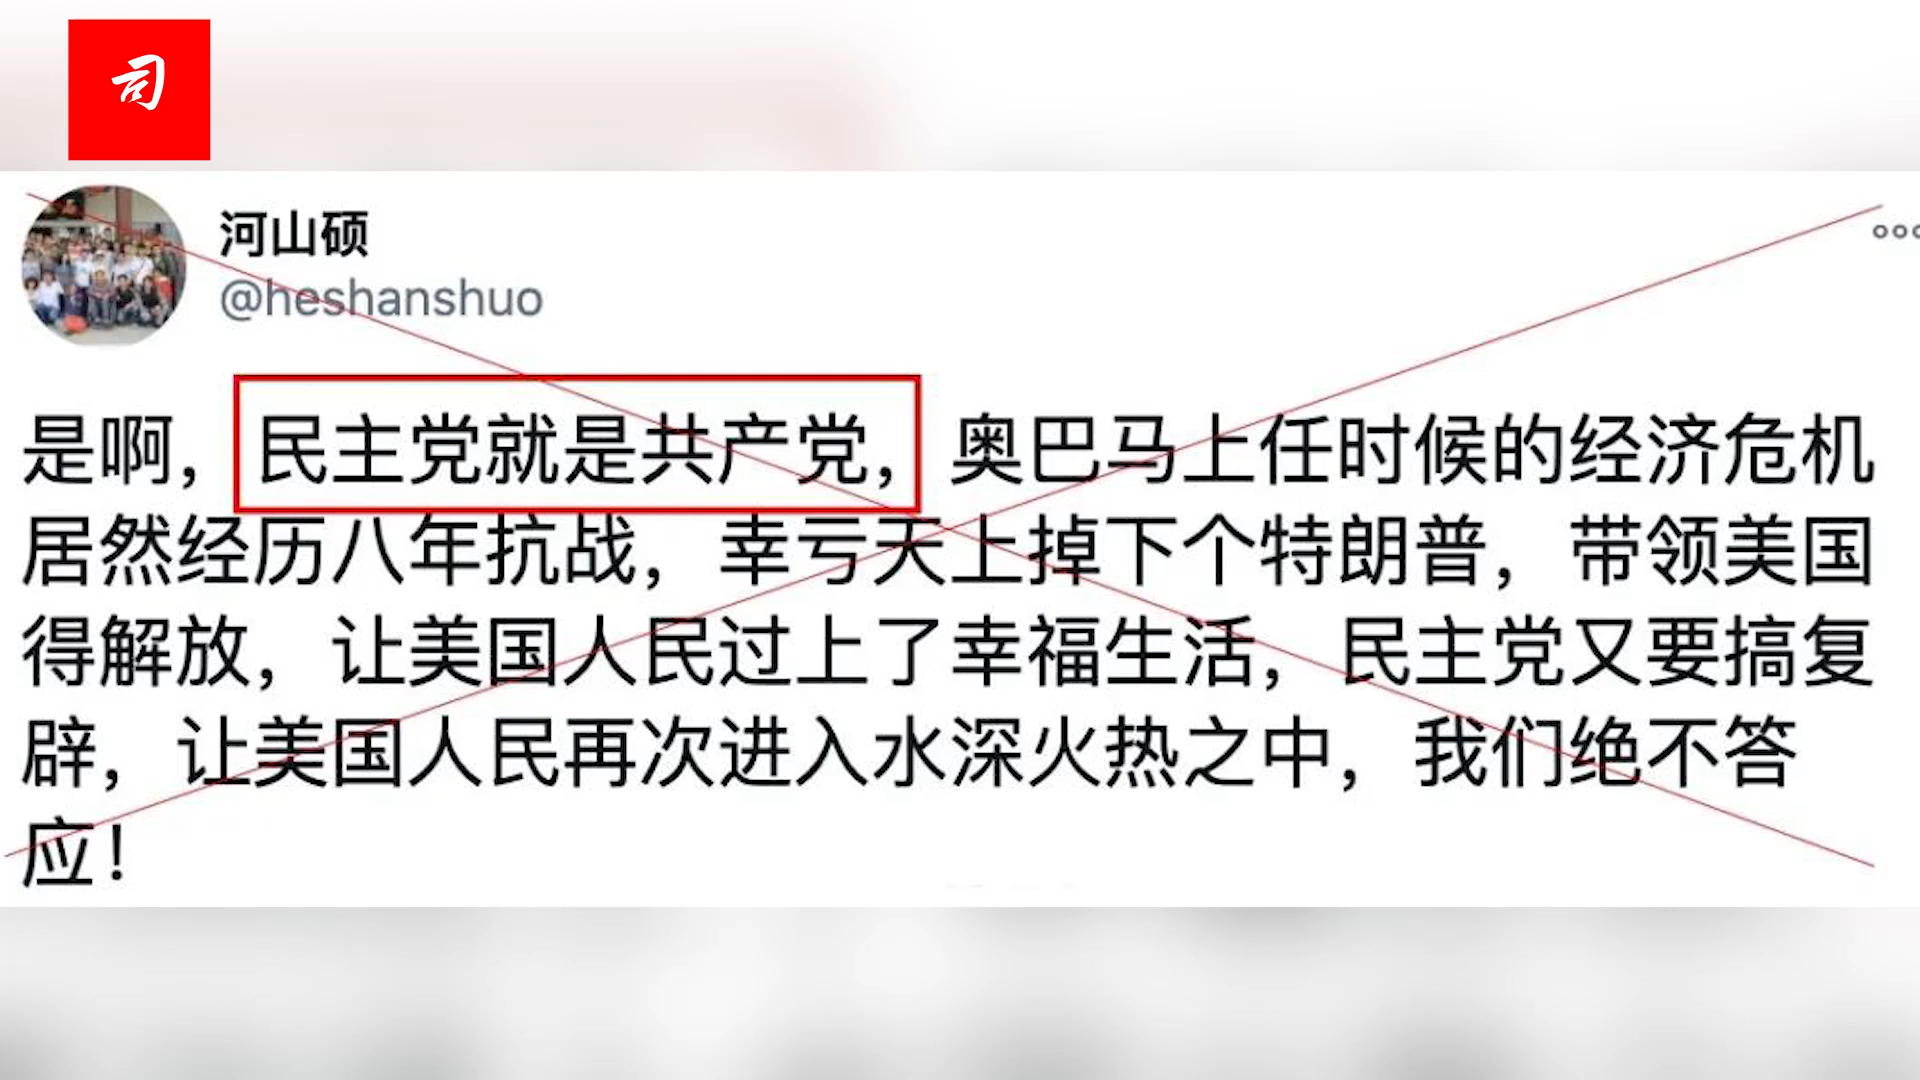 司
河山硕
@heshanshuo
是啊，民主党就是共产党，奥巴马上任时候的经济危机
居然经历八年抗战，幸亏天上掉下个特朗普，带领美国
得解放，让美国人民过上了幸福生活，民主党又要搞复
辟，让美国人民再次进入水深火热之中，我们绝不答
应！